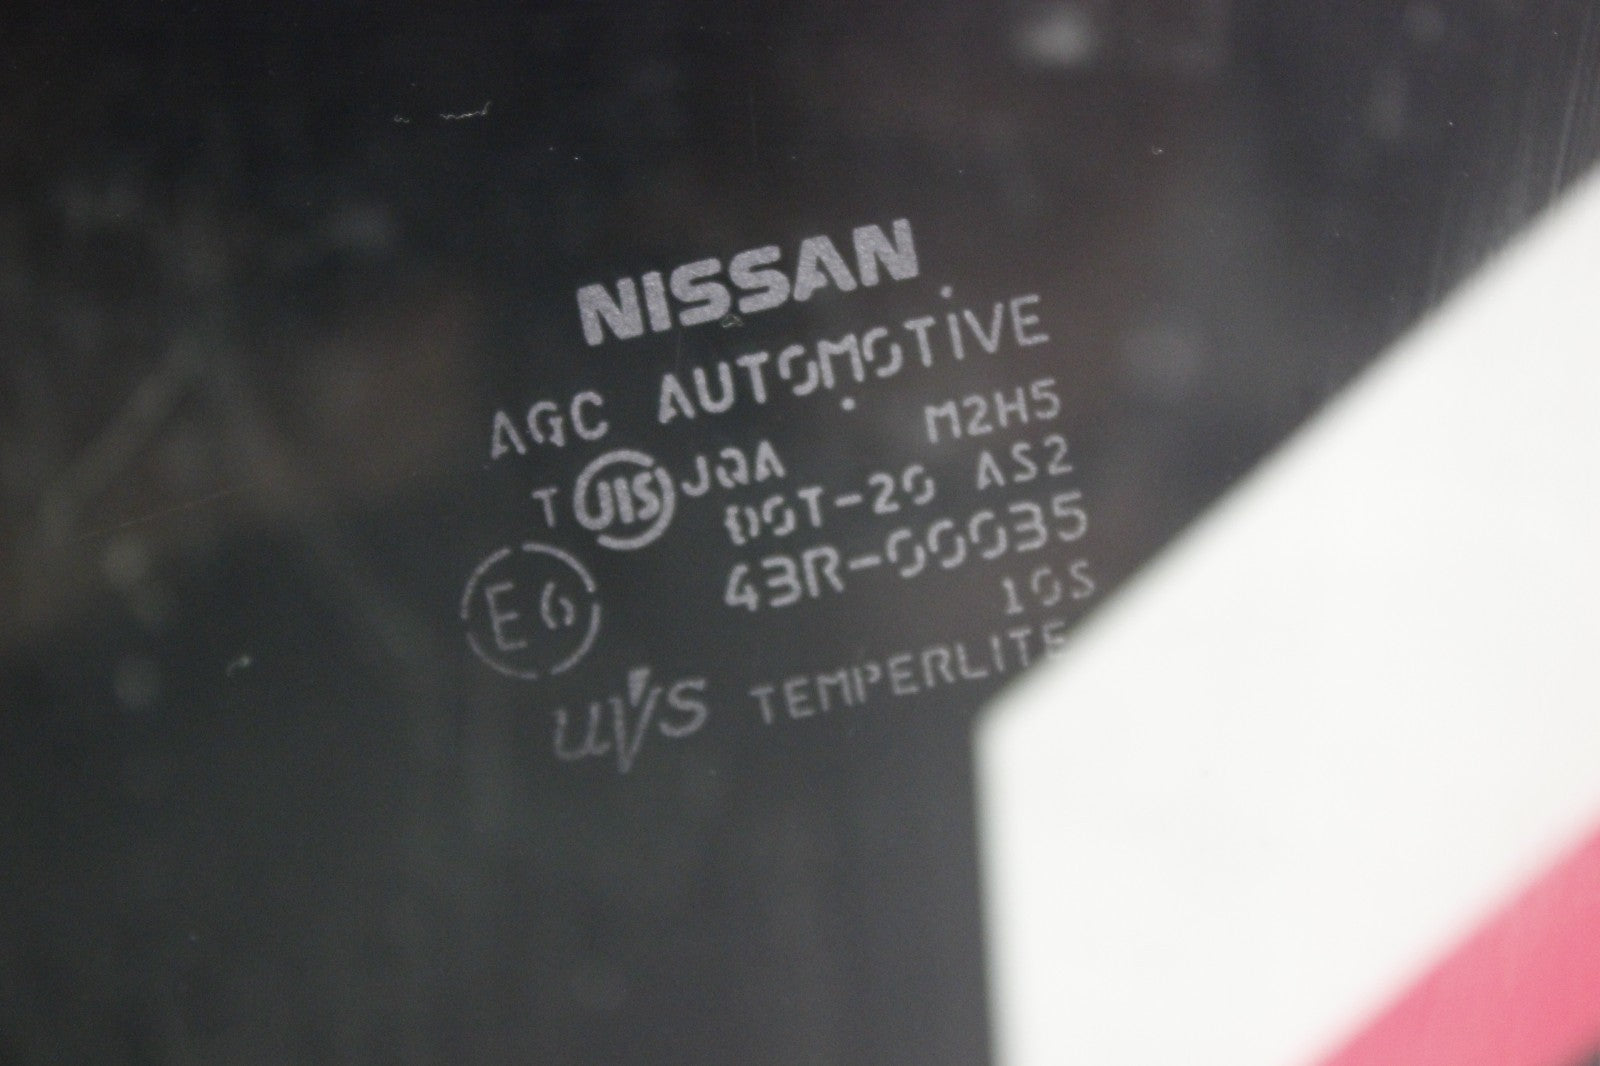 NISSAN
AGC AUTOMOTIVE
T JIS JQA M2H5
DOT-20 AS2
E6 43R-00035
10S
UVS TEMPERLITE